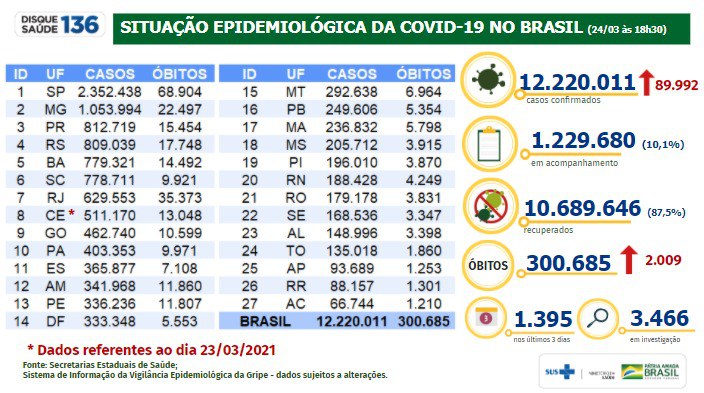 DISQUE
SAÚDE 136
SITUAÇÃO EPIDEMIOLÓGICA DA COVID-19 NO BRASIL (24/03 às 18h30)
ID UF CASOS ÓBITOS
1 SP 2.352.438 68.904
2 MG 1.053.994 22.497
3 PR 812.719 15.454
4 RS 809.039 17.748
5 BA 779.321 14.492
6 SC 778.711 9.921
7 RJ 629.553 35.373
8 CE * 511.170 13.048
9 GO 462.740 10.599
10 PA 403.353 9.971
11 ES 365.877 7.108
12 AM 341.968 11.860
13 PE 336.236 11.807
14 DF 333.348 5.553
ID UF CASOS ÓBITOS
15 MT 292.638 6.964
16 PB 249.606 5.354
17 MA 236.832 5.798
18 MS 205.712 3.915
19 PI 196.010 3.870
20 RN 188.428 4.249
21 RO 179.178 3.831
22 SE 168.536 3.347
23 AL 148.996 3.398
24 TO 135.018 1.860
25 AP 93.689 1.253
26 RR 88.157 1.301
27 AC 66.744 1.210
BRASIL 12.220.011 300.685
12.220.011 89.992
casos confirmados
1.229.680 (10,1%)
em acompanhamento
10.689.646 (87,5%)
recuperados
ÓBITOS 300.685 2.009
3 1.395
nos últimos 3 dias
3.466
em investigação
* Dados referentes ao dia 23/03/2021
Fonte: Secretarias Estaduais de Saúde;
Sistema de Informação da Vigilância Epidemiológica da Gripe - dados sujeitos a alterações.
SUS
MINISTÉRIO DA
SAÚDE
PÁTRIA AMADA
BRASIL